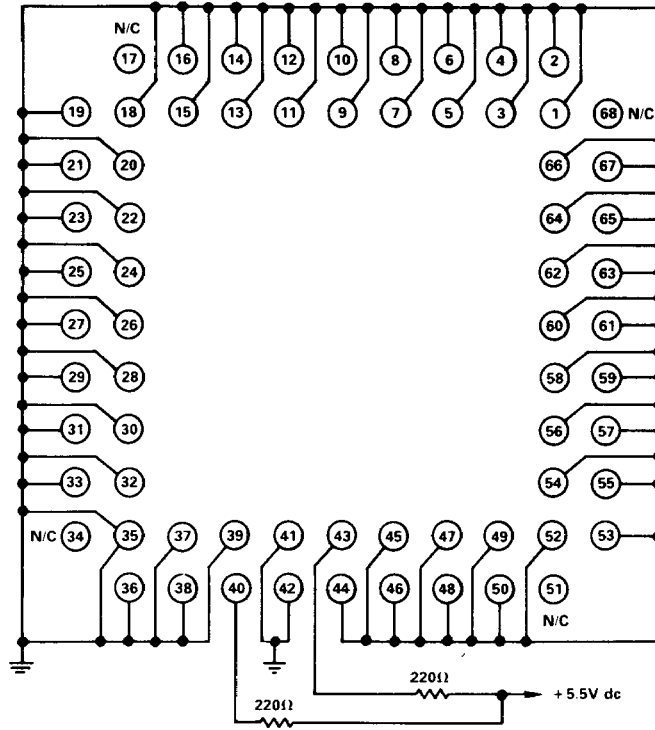 N/C
17 16 14 12 10 8 6 4 2
19 18 15 13 11 9 7 5 3 1 68 N/C
21 20 66 67
23 22 64 65
25 24 62 63
27 26 60 61
29 28 58 59
31 30 56 57
33 32 54 55
N/C 34 35 37 39 41 43 45 47 49 52 53
36 38 40 42 44 46 48 50 51
N/C
220Ω
+5.5V dc
220Ω